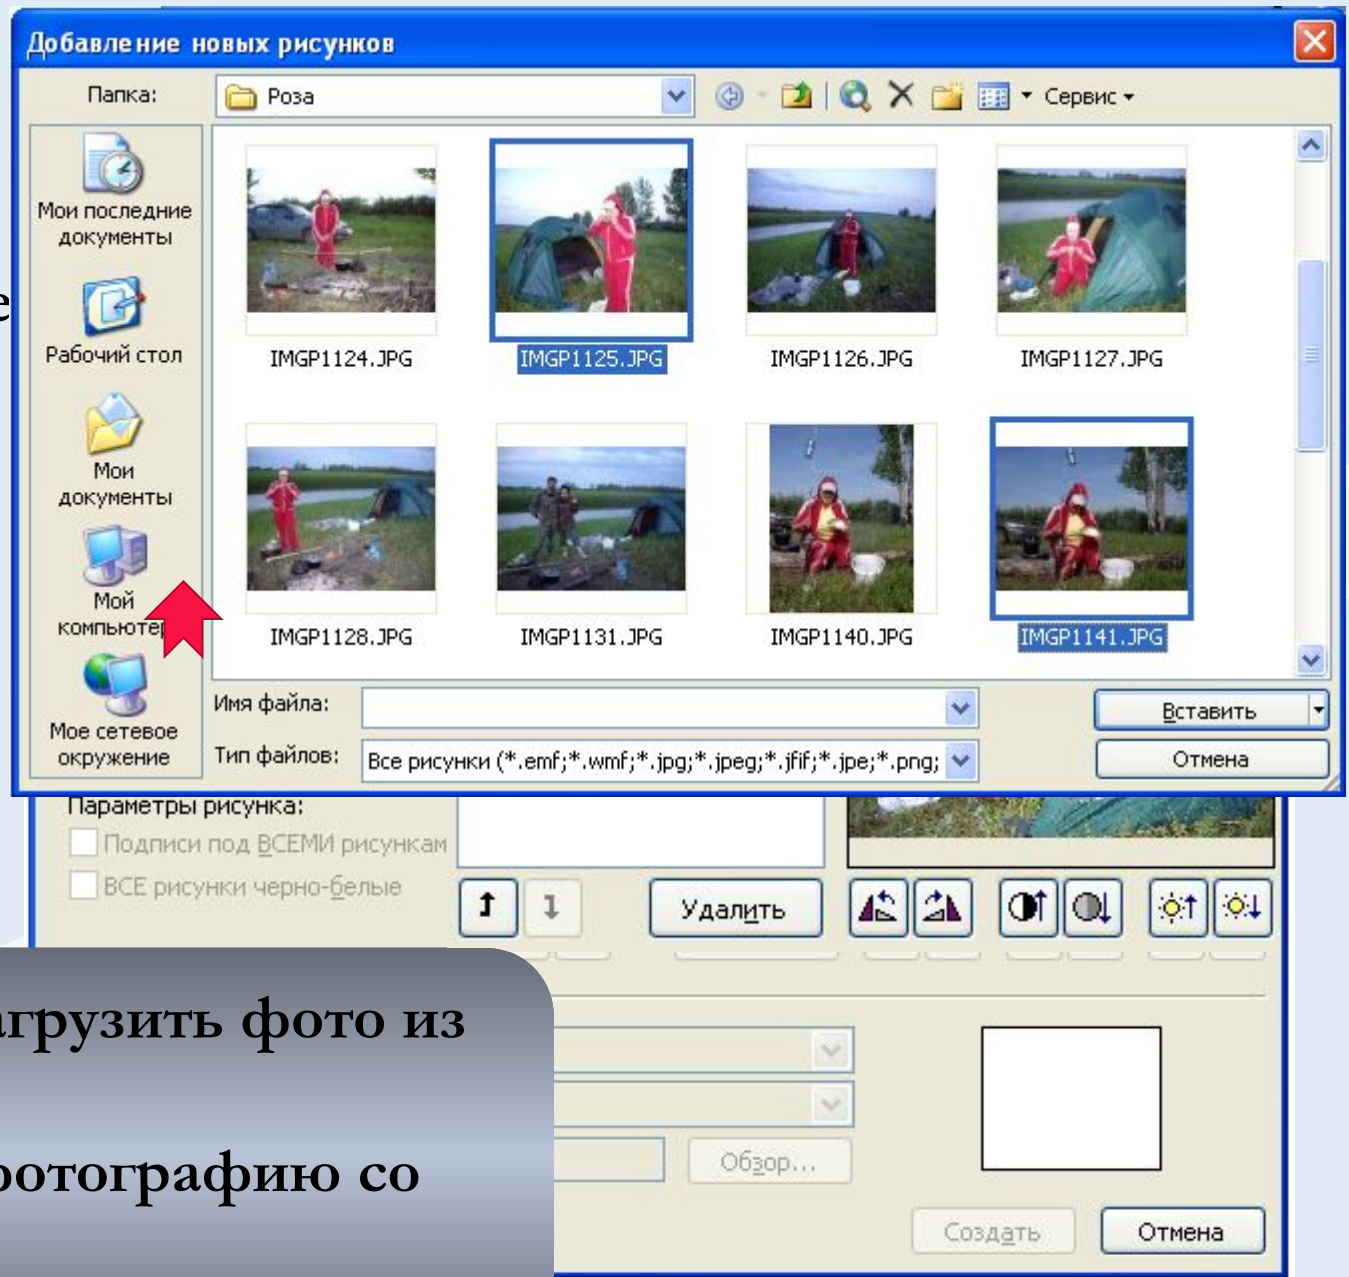 Добавление новых рисунков
Папка:
Роза
Сервис
Мои последние
документы
Рабочий стол
Мои
документы
Мой
компьютер
Мое сетевое
окружение
IMGP1124.JPG
IMGP1125.JPG
IMGP1126.JPG
IMGP1127.JPG
IMGP1128.JPG
IMGP1131.JPG
IMGP1140.JPG
IMGP1141.JPG
Имя файла:
Вставить
Тип файлов:
Все рисунки (*.emf;*.wmf;*.jpg;*.jpeg;*.jfif;*.jpe;*.png;
Отмена
Параметры рисунка:
Подписи под ВСЕМИ рисункам
ВСЕ рисунки черно-белые
Удалить
агрузить фото из
фотографию со
Обзор...
Создать
Отмена